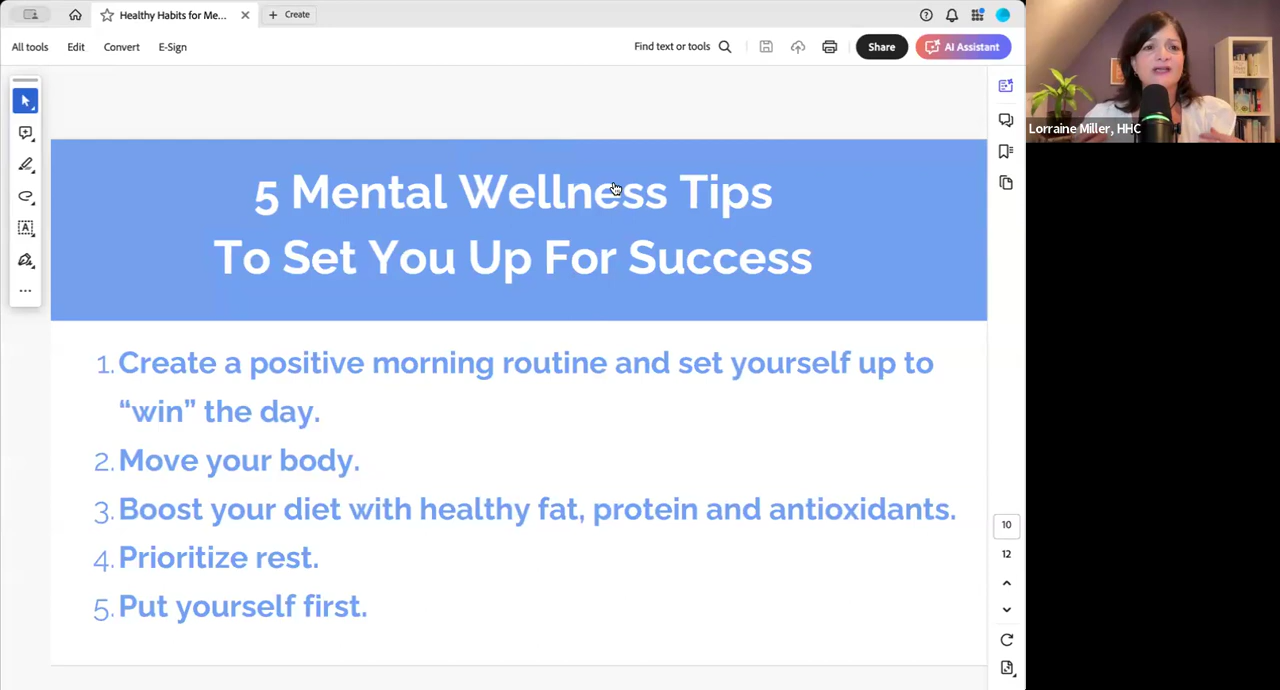 Healthy Habits for Me...
Create
All tools
Edit
Convert
E-Sign
Find text or tools
Share
AI Assistant
Lorraine Miller, HHC
5 Mental Wellness Tips
To Set You Up For Success
1. Create a positive morning routine and set yourself up to
“win” the day.
2. Move your body.
3. Boost your diet with healthy fat, protein and antioxidants.
4. Prioritize rest.
5. Put yourself first.
10
12